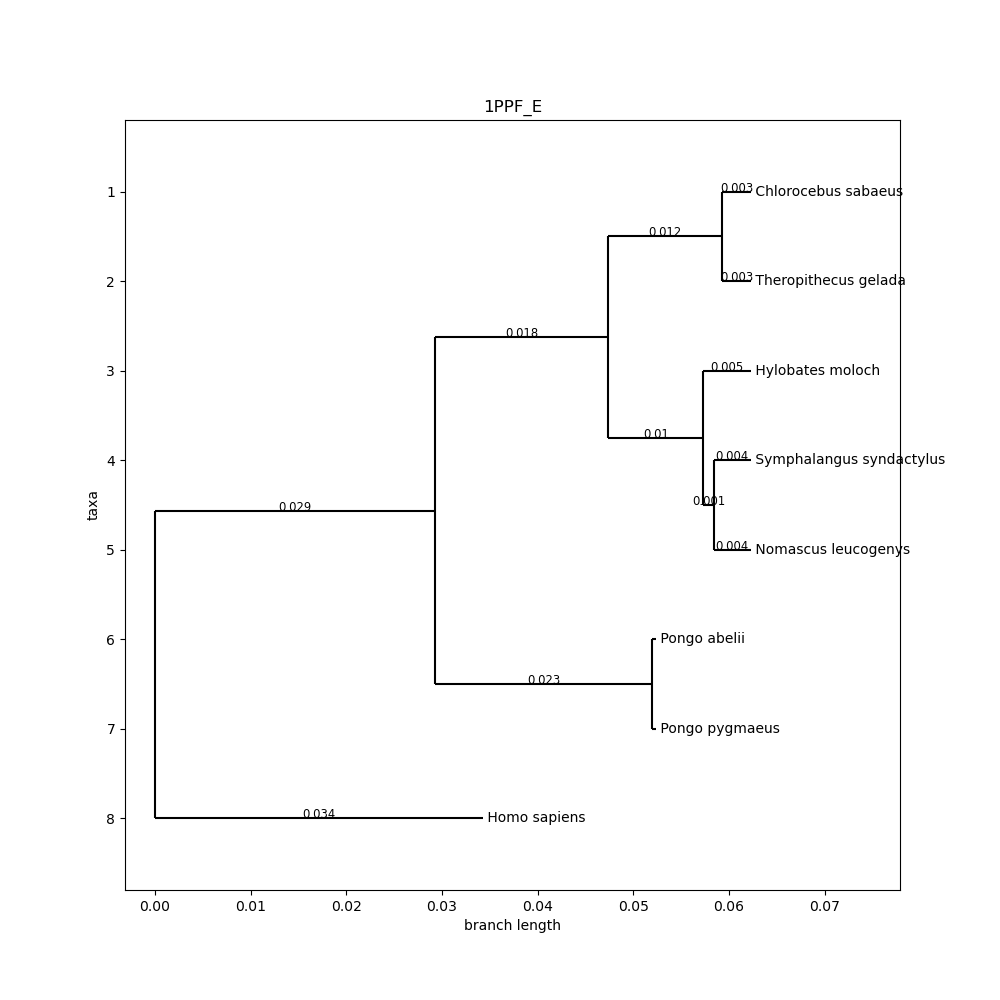 1PPF_E
1
0.003
Chlorocebus sabaeus
0.012
2
0.003
Theropithecus gelada
0.018
3
0.005
Hylobates moloch
0.01
4
0.004
Symphalangus syndactylus
0.001
taxa
0.029
5
0.004
Nomascus leucogenys
6
Pongo abelii
0.023
7
Pongo pygmaeus
8
0.034
Homo sapiens
0.00 0.01 0.02 0.03 0.04 0.05 0.06 0.07
branch length